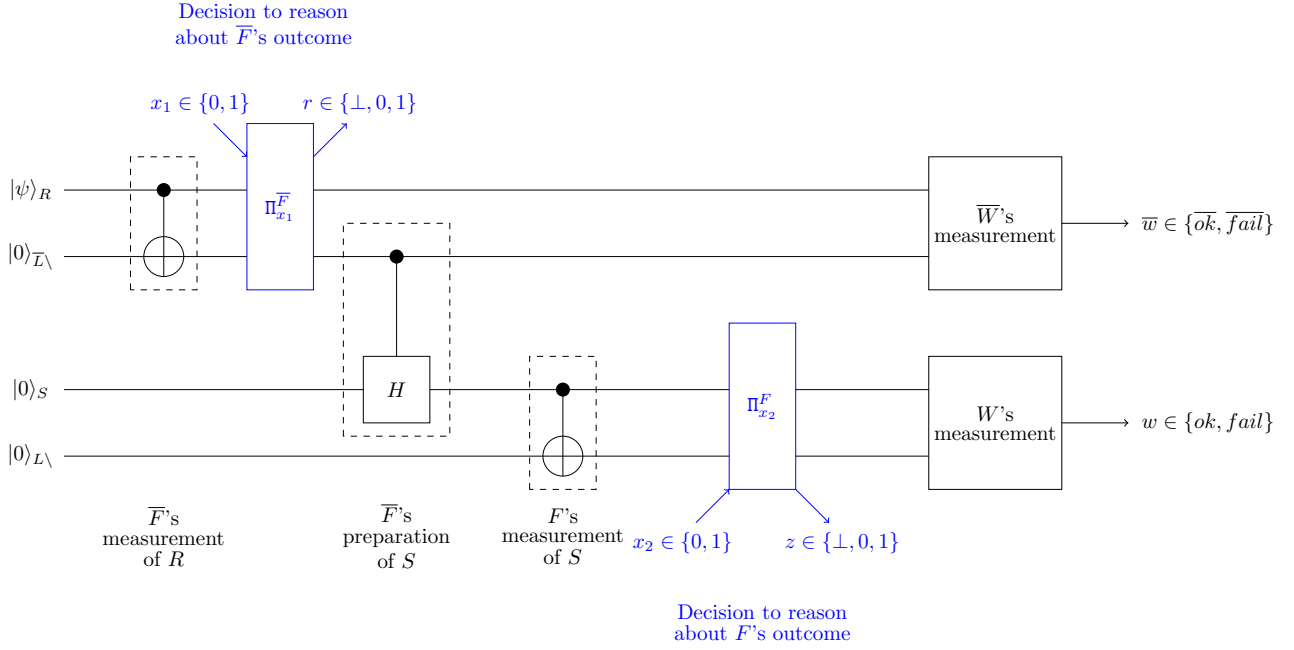 Decision to reason
about F̅'s outcome
x₁ ∈ {0, 1}
r ∈ {⊥, 0, 1}
|ψ⟩_R
Π^F̅_x₁
W̅'s
measurement
w̅ ∈ {o̅k̅, f̅a̅i̅l̅}
|0⟩_L̅\
|0⟩_S
H
Π^F_x₂
W's
measurement
w ∈ {ok, fail}
|0⟩_L\
F̅'s
measurement
of R
F̅'s
preparation
of S
F's
measurement
of S
x₂ ∈ {0, 1}
z ∈ {⊥, 0, 1}
Decision to reason
about F's outcome